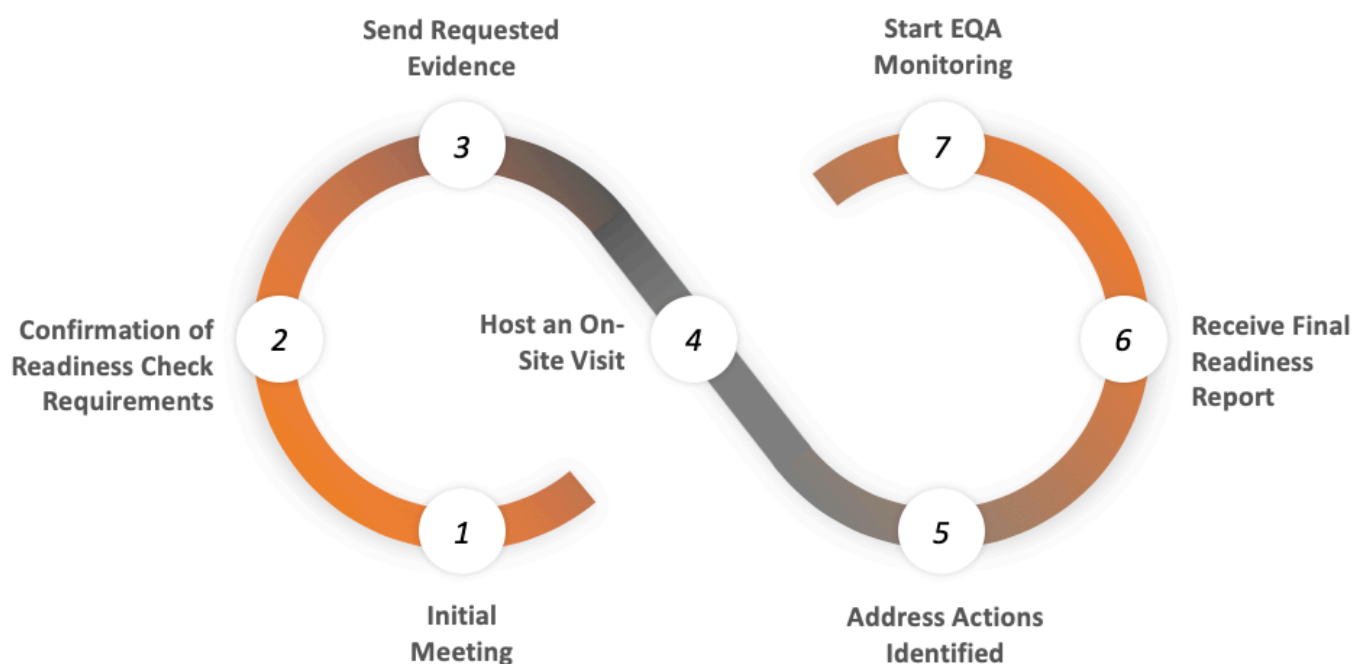 1
Initial
Meeting
2
Confirmation of
Readiness Check
Requirements
3
Send Requested
Evidence
4
Host an On-
Site Visit
5
Address Actions
Identified
6
Receive Final
Readiness
Report
7
Start EQA
Monitoring